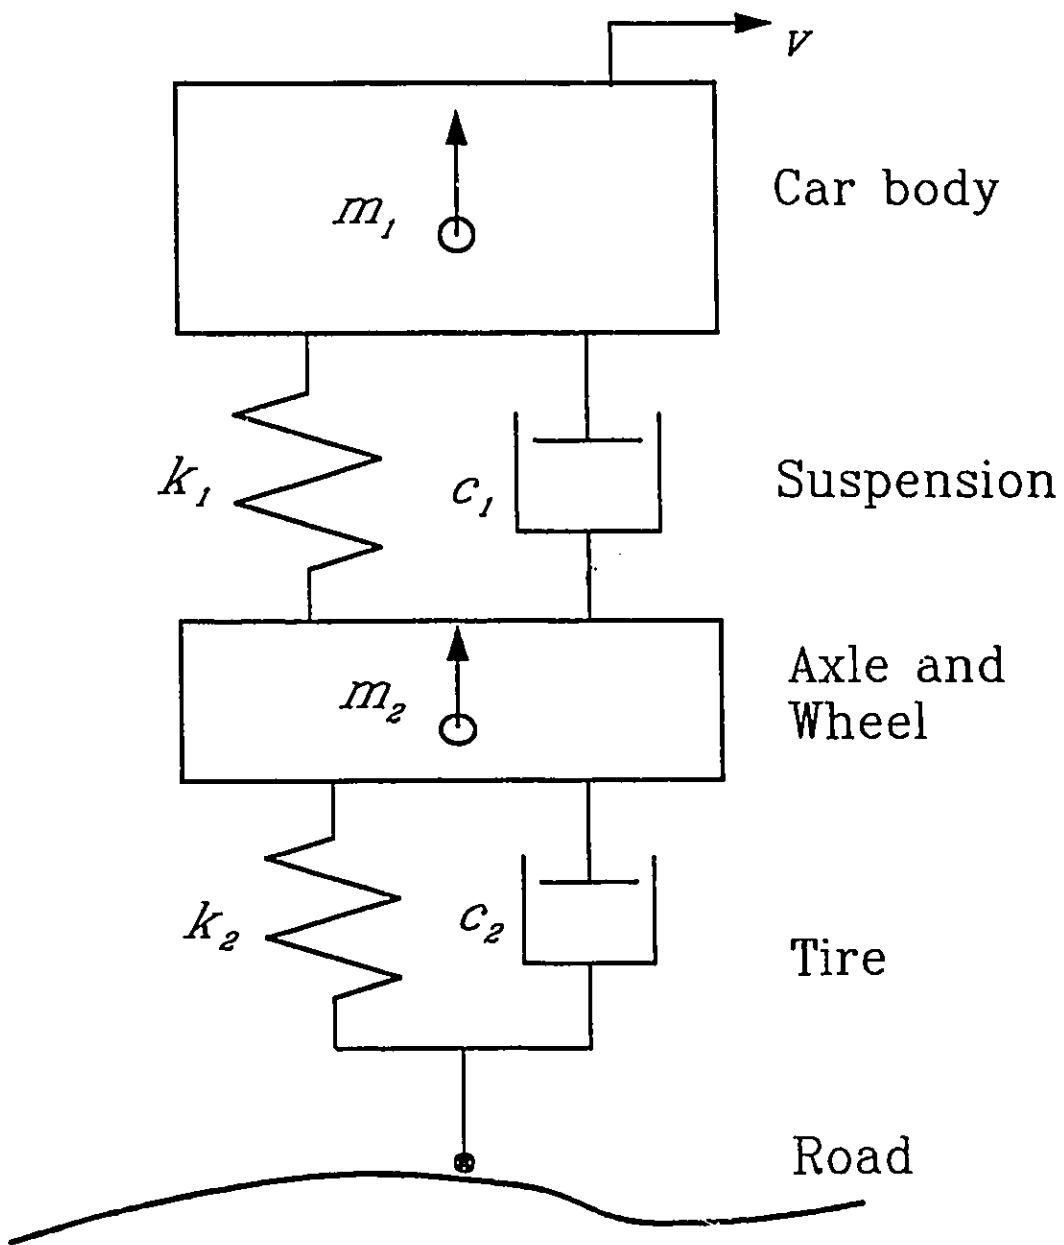 v
Car body
m₁
k₁
c₁
Suspension
Axle and
Wheel
m₂
k₂
c₂
Tire
Road